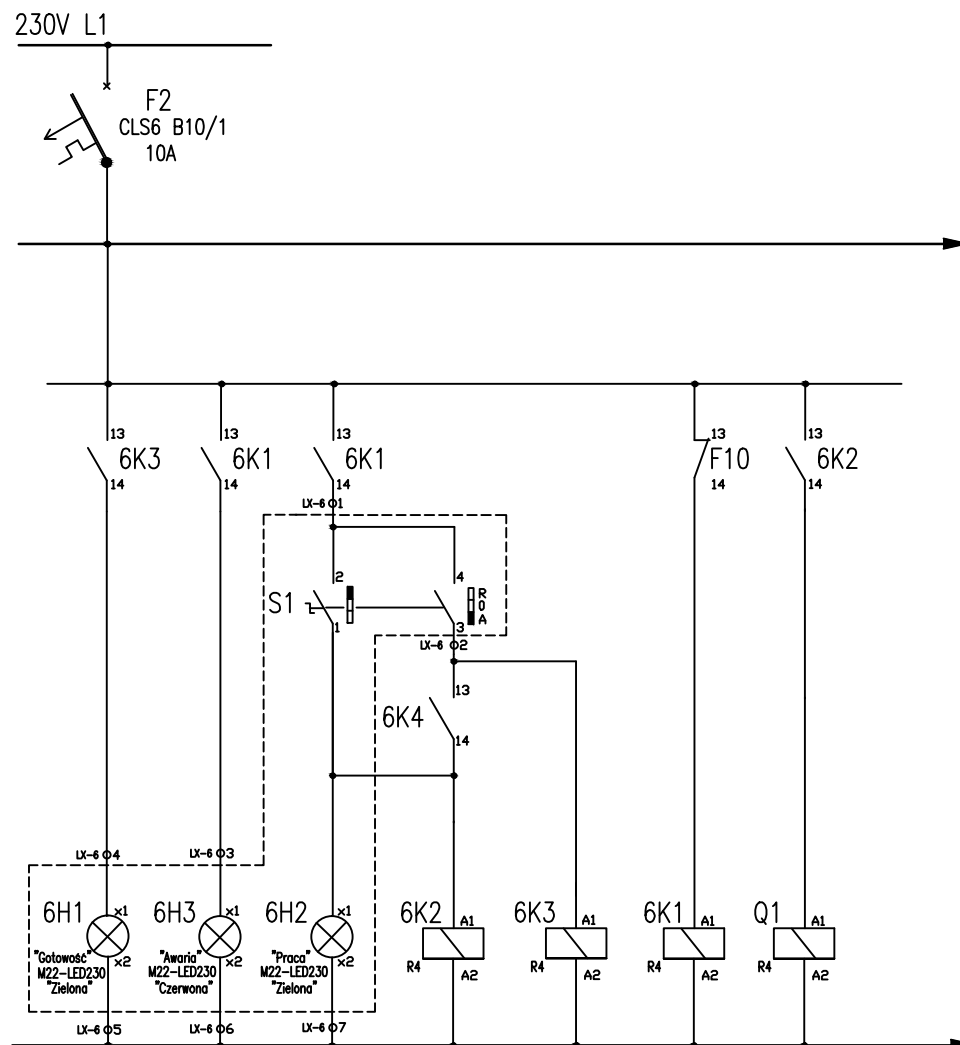 230V L1
F2
CLS6 B10/1
10A
13 13 13 13 13
6K3 6K1 6K1 F10 6K2
14 14 14 14 14
LX-6 1
2 4
S1 R
0
A
1 3
LX-6 2
13
6K4
14
LX-6 4 LX-6 3
6H1 x1 6H3 x1 6H2 x1 6K2 A1 6K3 A1 6K1 A1 Q1 A1
"Gotowość" x2 "Awaria" x2 "Praca" x2
M22-LED230 M22-LED230 M22-LED230 R4 A2 R4 A2 R4 A2 R4 A2
"Zielona" "Czerwona" "Zielona"
LX-6 5 LX-6 6 LX-6 7